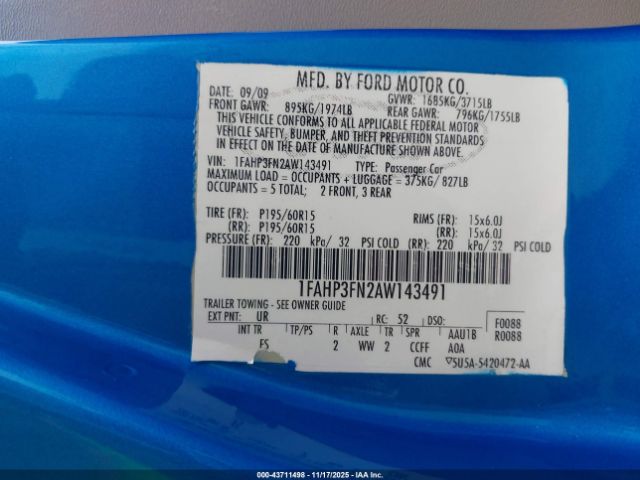 MFD. BY FORD MOTOR CO.
DATE: 09/09 GVWR: 1685KG/3715LB
FRONT GAWR: 895KG/1974LB REAR GAWR: 796KG/1755LB
THIS VEHICLE CONFORMS TO ALL APPLICABLE FEDERAL MOTOR
VEHICLE SAFETY, BUMPER, AND THEFT PREVENTION STANDARDS
IN EFFECT ON THE DATE OF MANUFACTURE SHOWN ABOVE.
VIN: 1FAHP3FN2AW143491 TYPE: Passenger Car
MAXIMUM LOAD = OCCUPANTS + LUGGAGE = 375KG/ 827LB
OCCUPANTS = 5 TOTAL; 2 FRONT, 3 REAR
TIRE (FR): P195/60R15 RIMS (FR): 15x6.0J
(RR): P195/60R15 (RR): 15x6.0J
PRESSURE (FR): 220 kPa/ 32 PSI COLD (RR): 220 kPa/ 32 PSI COLD
1FAHP3FN2AW143491
TRAILER TOWING - SEE OWNER GUIDE
EXT PNT: UR RC: 52 DSO: F0088
INT TR TP/PS R AXLE TR SPR AAU1B R0088
FS 2 WW 2 CCFF AOA
CMC ▽5U5A-5420472-AA
000-43711498 - 11/17/2025 - IAA, Inc.